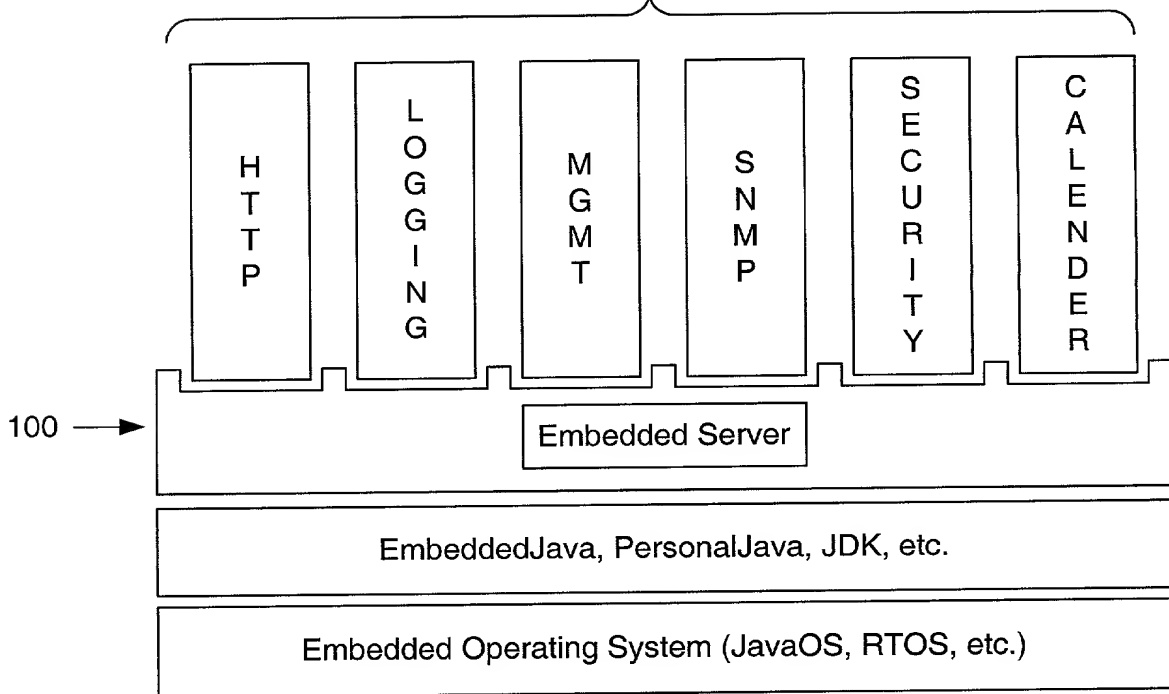 HTTP
LOGGING
MGMT
SNMP
SECURITY
CALENDER
100
Embedded Server
EmbeddedJava, PersonalJava, JDK, etc.
Embedded Operating System (JavaOS, RTOS, etc.)